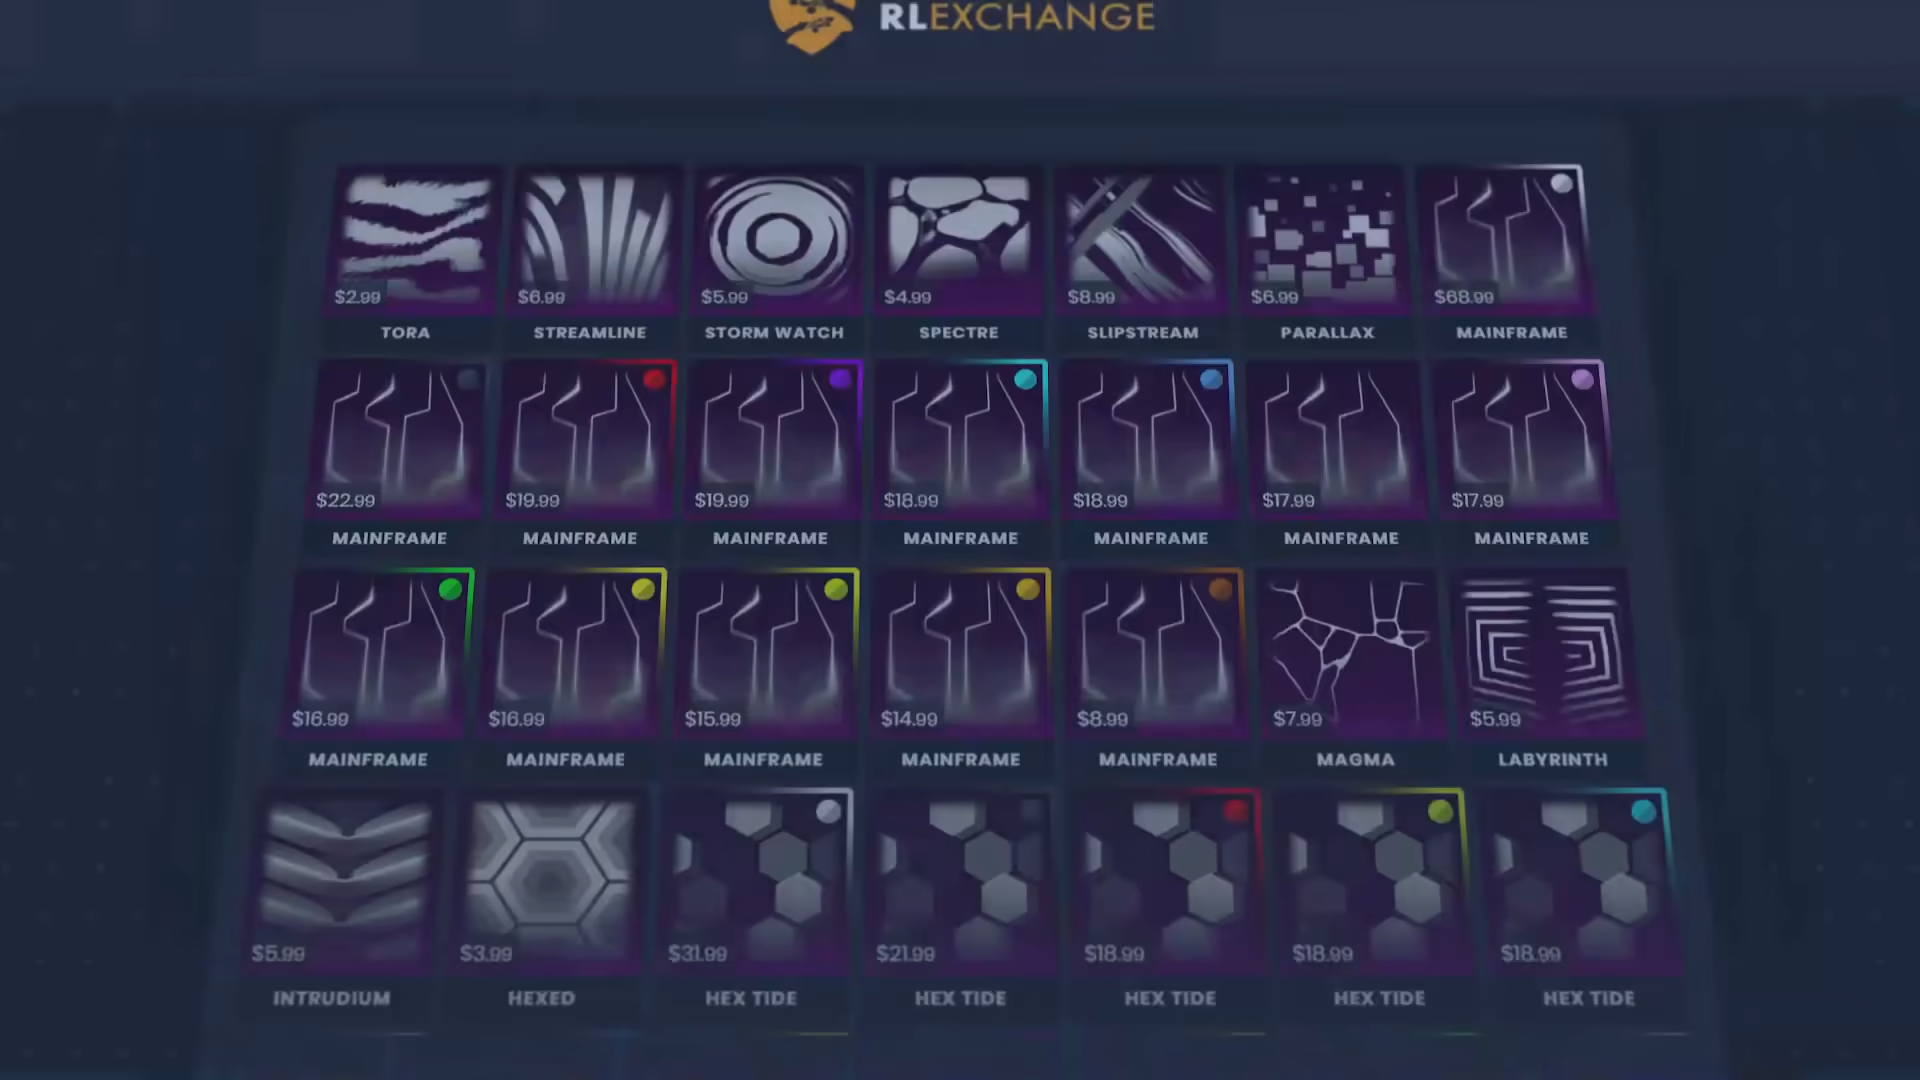 RLEXCHANGE
$2.99 $6.99 $5.99 $4.99 $8.99 $6.99 $68.99
TORA STREAMLINE STORM WATCH SPECTRE SLIPSTREAM PARALLAX MAINFRAME
$22.99 $19.99 $19.99 $18.99 $18.99 $17.99 $17.99
MAINFRAME MAINFRAME MAINFRAME MAINFRAME MAINFRAME MAINFRAME MAINFRAME
$16.99 $16.99 $15.99 $14.99 $8.99 $7.99 $5.99
MAINFRAME MAINFRAME MAINFRAME MAINFRAME MAINFRAME MAGMA LABYRINTH
$5.99 $3.99 $31.99 $21.99 $18.99 $18.99 $18.99
INTRUDIUM HEXED HEX TIDE HEX TIDE HEX TIDE HEX TIDE HEX TIDE